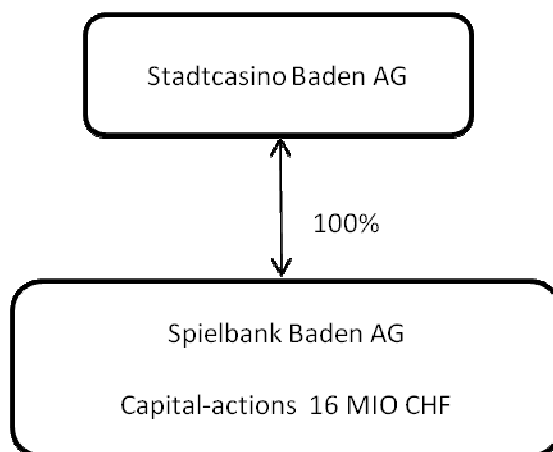 Stadtcasino Baden AG
100%
Spielbank Baden AG
Capital-actions 16 MIO CHF